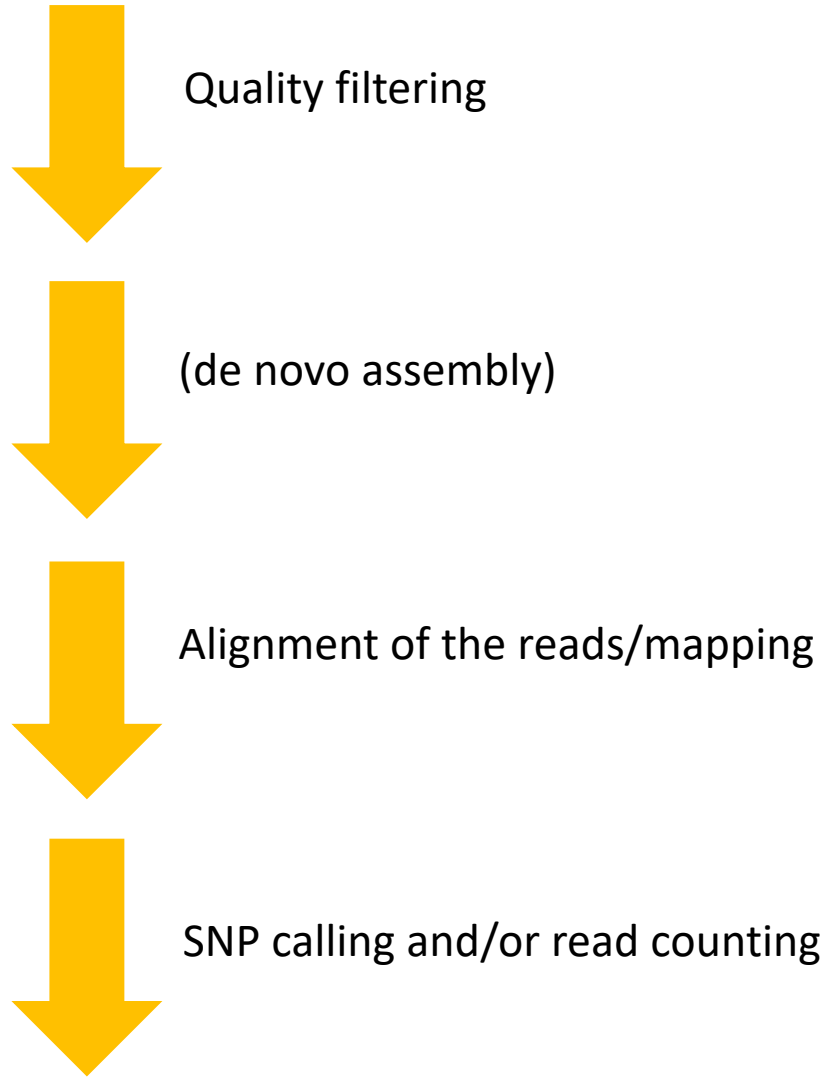 Quality filtering
(de novo assembly)
Alignment of the reads/mapping
SNP calling and/or read counting